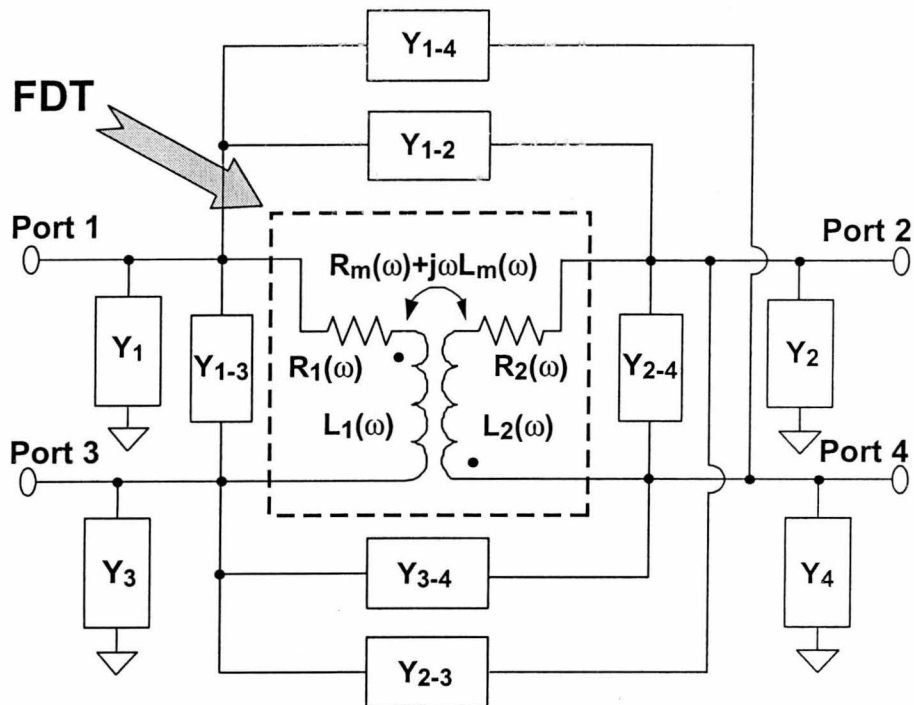 Y₁₋₄
FDT
Y₁₋₂
Port 1
Port 2
Rₘ(ω)+jωLₘ(ω)
Y₁
Y₁₋₃
R₁(ω)
R₂(ω)
Y₂₋₄
Y₂
L₁(ω)
L₂(ω)
Port 3
Port 4
Y₃
Y₃₋₄
Y₄
Y₂₋₃